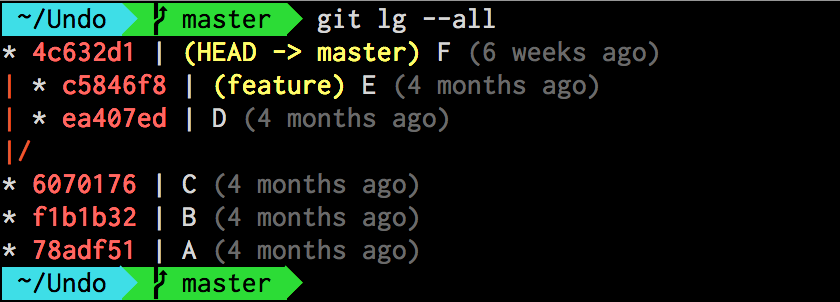 ~/Undo master git lg --all
* 4c632d1 | (HEAD -> master) F (6 weeks ago)
| * c5846f8 | (feature) E (4 months ago)
| * ea407ed | D (4 months ago)
|/
* 6070176 | C (4 months ago)
* f1b1b32 | B (4 months ago)
* 78adf51 | A (4 months ago)
~/Undo master